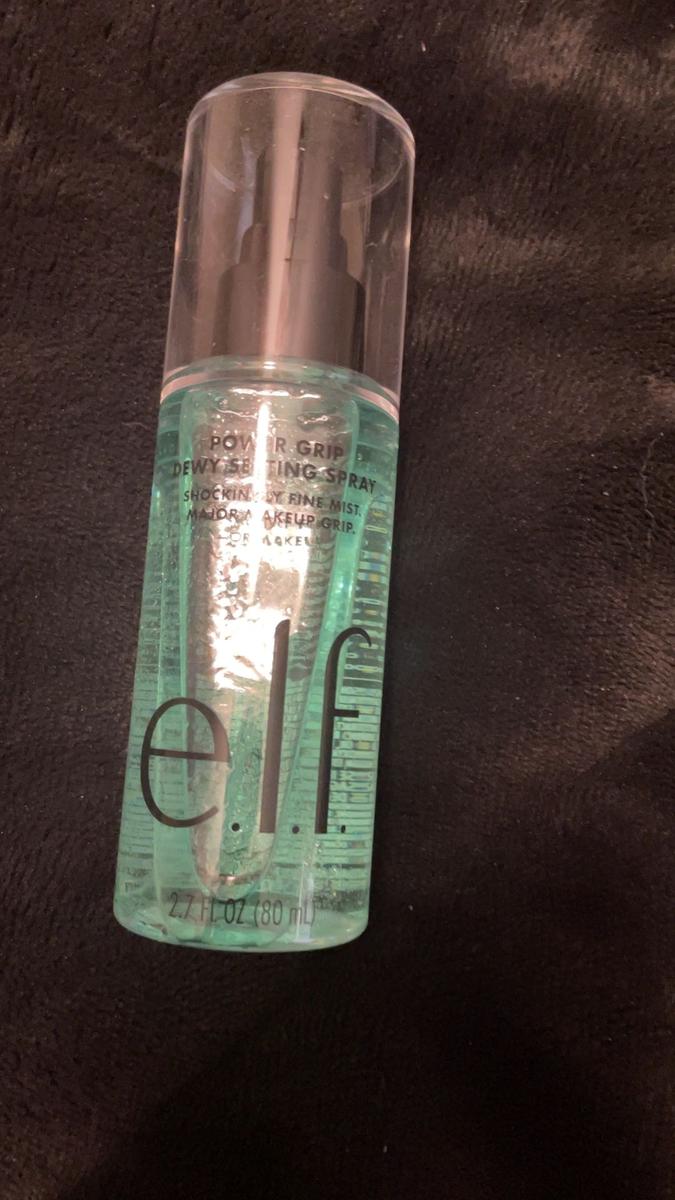 POWER GRIP
DEWY SETTING SPRAY
SHOCKINGLY FINE MIST.
MAJOR MAKEUP GRIP.
e.l.f.
2.7 FL OZ (80 mL)